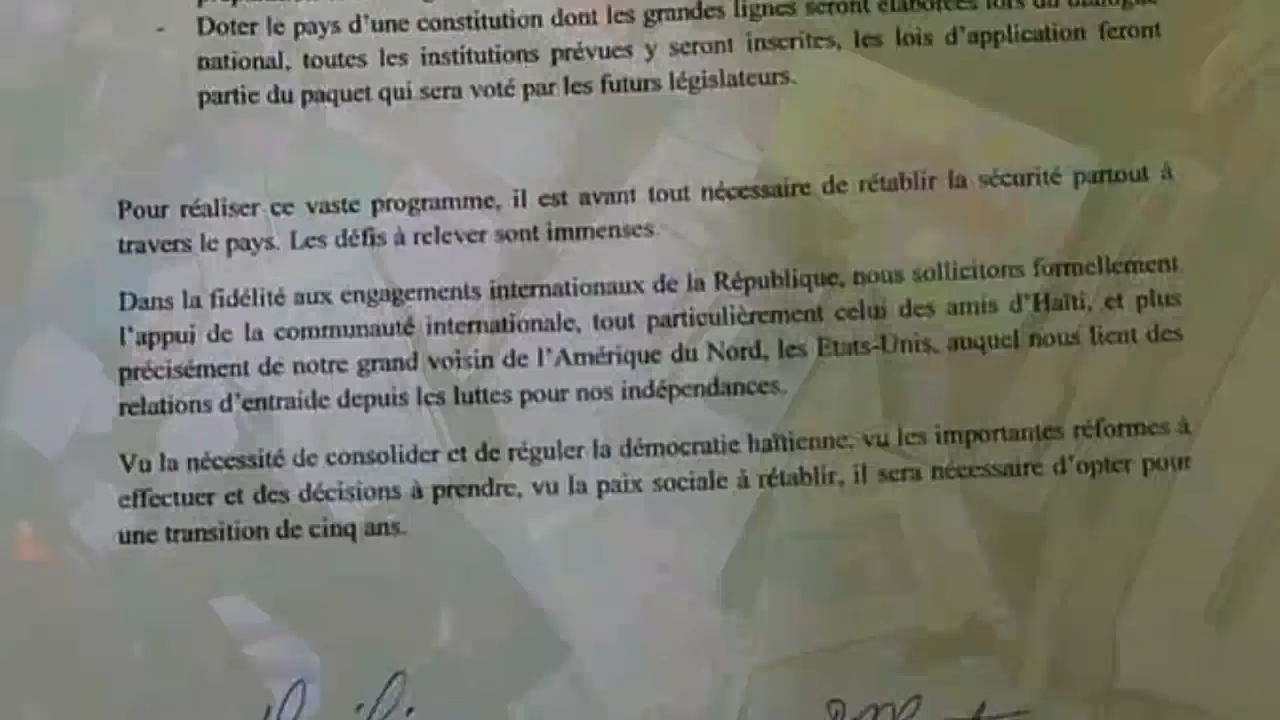 - Doter le pays d'une constitution dont les grandes lignes seront élaborées lors du dialogue
national, toutes les institutions prévues y seront inscrites, les lois d'application feront
partie du paquet qui sera voté par les futurs législateurs.
Pour réaliser ce vaste programme, il est avant tout nécessaire de rétablir la sécurité partout à
travers le pays. Les défis à relever sont immenses.
Dans la fidélité aux engagements internationaux de la République, nous sollicitons formellement
l'appui de la communauté internationale, tout particulièrement celui des amis d'Haïti, et plus
précisément de notre grand voisin de l'Amérique du Nord, les Etats-Unis, auquel nous lient des
relations d'entraide depuis les luttes pour nos indépendances.
Vu la nécessité de consolider et de réguler la démocratie haïtienne, vu les importantes réformes à
effectuer et des décisions à prendre, vu la paix sociale à rétablir, il sera nécessaire d'opter pour
une transition de cinq ans.